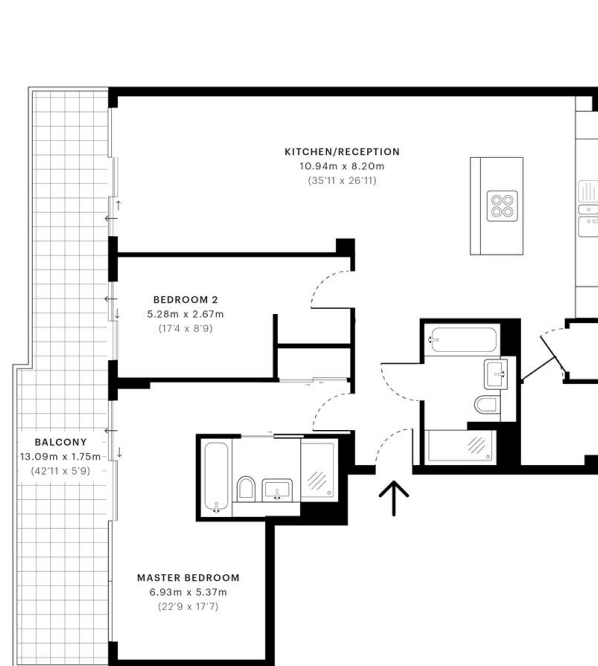 KITCHEN/RECEPTION
10.94m x 8.20m
(35'11 x 26'11)
BEDROOM 2
5.28m x 2.67m
(17'4 x 8'9)
BALCONY
13.09m x 1.75m
(42'11 x 5'9)
MASTER BEDROOM
6.93m x 5.37m
(22'9 x 17'7)